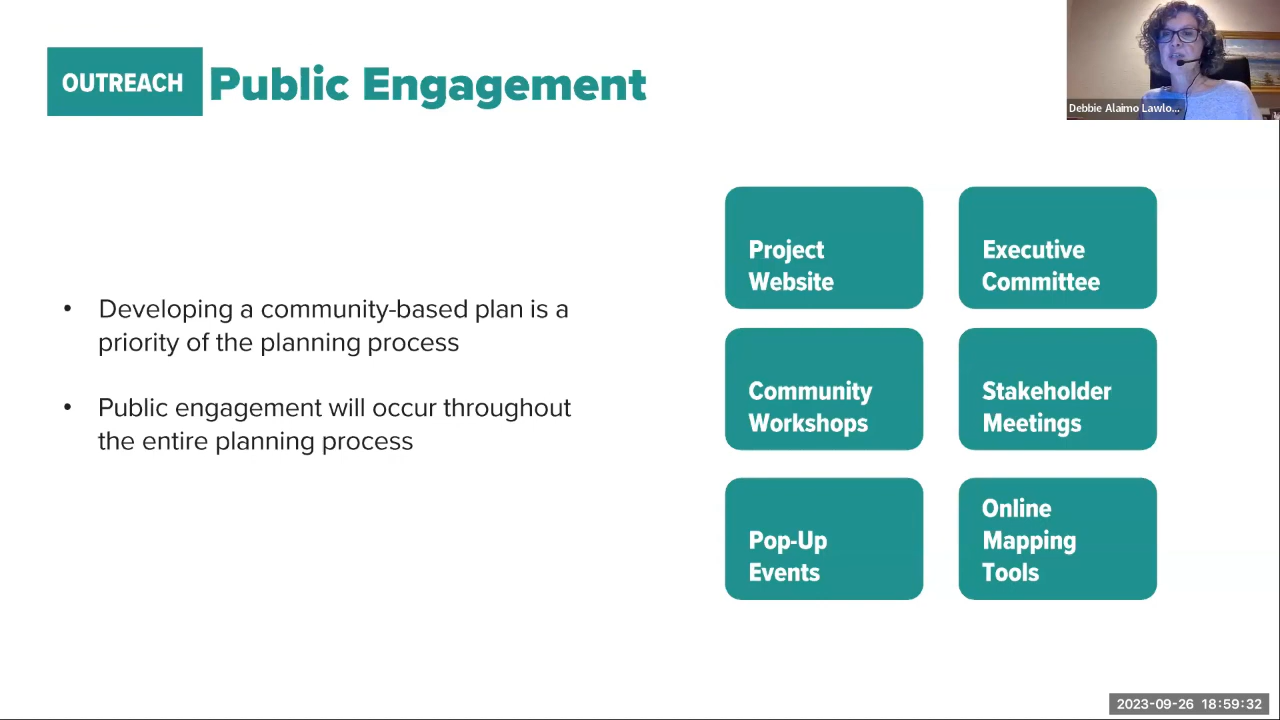 OUTREACH Public Engagement
Debbie Alaimo Lawlo...
• Developing a community-based plan is a
priority of the planning process
• Public engagement will occur throughout
the entire planning process
Project
Website
Executive
Committee
Community
Workshops
Stakeholder
Meetings
Pop-Up
Events
Online
Mapping
Tools
2023-09-26 18:59:32